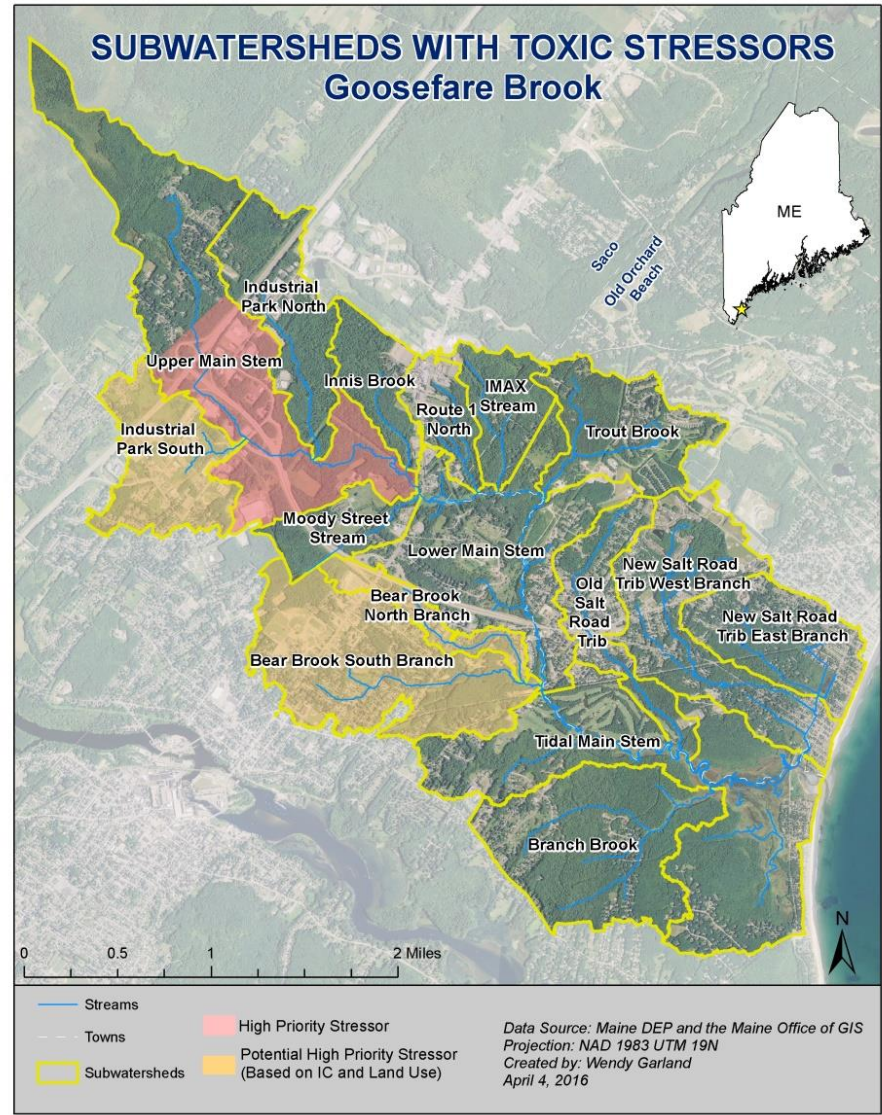 SUBWATERSHEDS WITH TOXIC STRESSORS
Goosefare Brook
ME
Saco
Old Orchard
Beach
Industrial
Park North
Upper Main Stem
Innis Brook
IMAX
Stream
Route 1
North
Trout Brook
Industrial
Park South
Moody Street
Stream
Lower Main Stem
New Salt Road
Trib West Branch
Old
Salt
Road
Trib
Bear Brook
North Branch
New Salt Road
Trib East Branch
Bear Brook South Branch
Tidal Main Stem
Branch Brook
N
0 0.5 1 2 Miles
Streams
Towns
Subwatersheds
High Priority Stressor
Potential High Priority Stressor
(Based on IC and Land Use)
Data Source: Maine DEP and the Maine Office of GIS
Projection: NAD 1983 UTM 19N
Created by: Wendy Garland
April 4, 2016